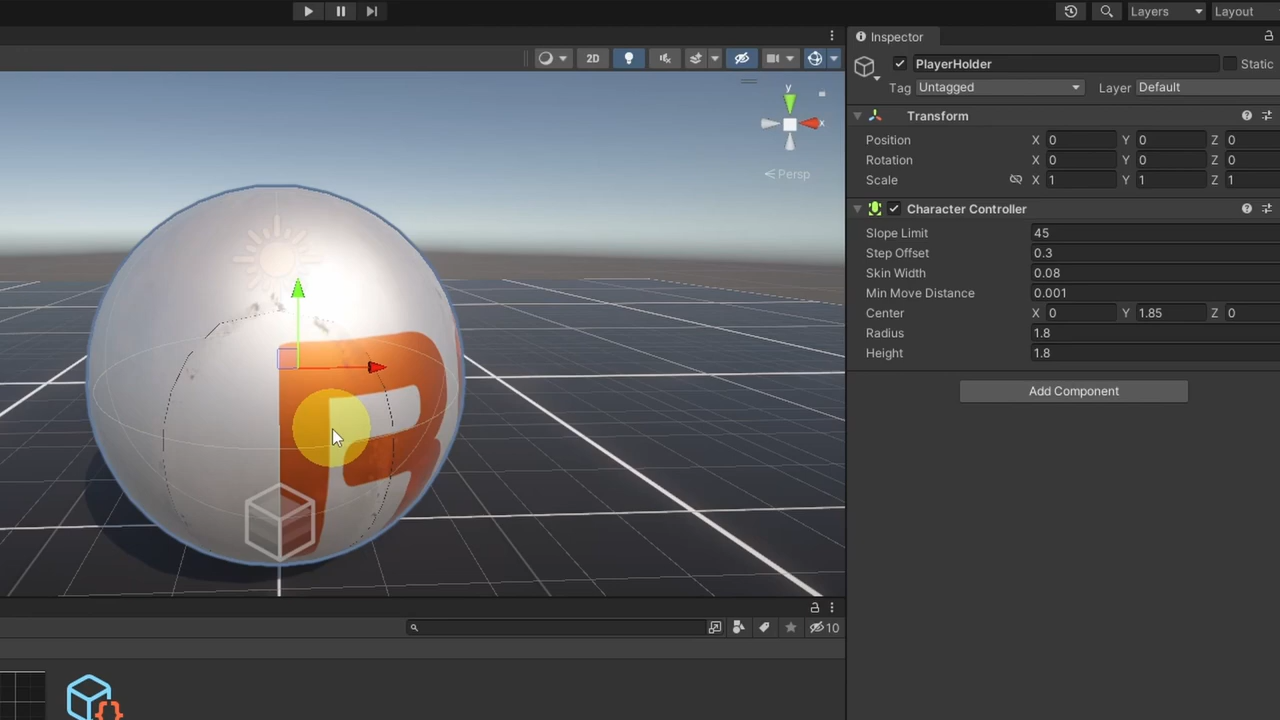 Layers
Layout
2D
Inspector
PlayerHolder
Static
Tag Untagged Layer Default
Transform
Position X 0 Y 0 Z 0
Rotation X 0 Y 0 Z 0
Scale X 1 Y 1 Z 1
Character Controller
Slope Limit 45
Step Offset 0.3
Skin Width 0.08
Min Move Distance 0.001
Center X 0 Y 1.85 Z 0
Radius 1.8
Height 1.8
Add Component
y
x
Persp
10